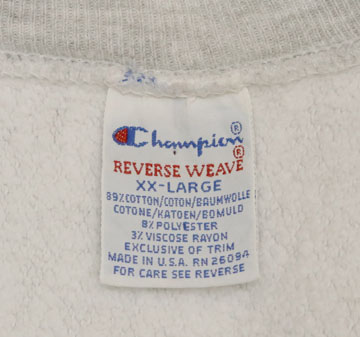 Champion®
REVERSE WEAVE®
XX-LARGE
89% COTTON/COTON/BAUMWOLLE
COTONE/KATOEN/BOMULD
8% POLYESTER
3% VISCOSE RAYON
EXCLUSIVE OF TRIM
MADE IN U.S.A. RN 26094
FOR CARE SEE REVERSE